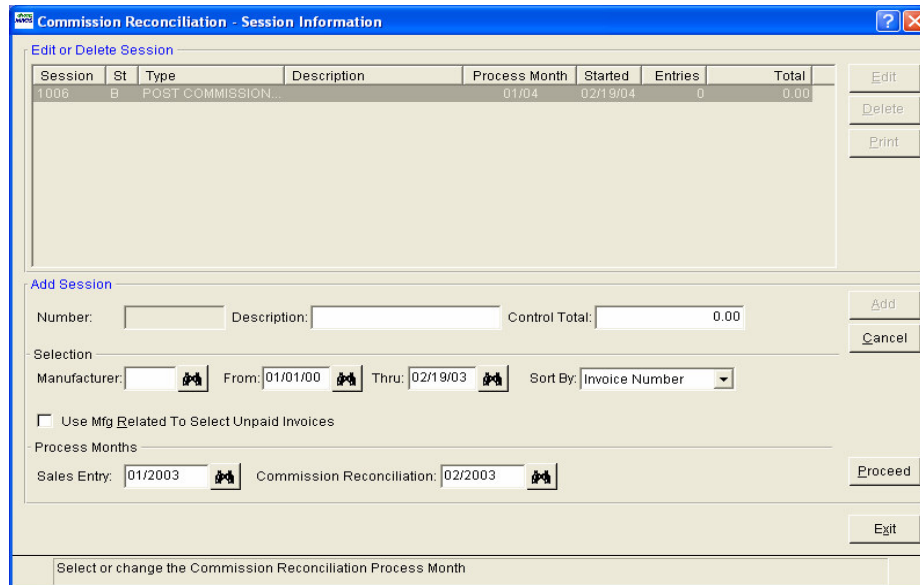 Commission Reconciliation - Session Information
Edit or Delete Session
Session St Type Description Process Month Started Entries Total
1006 B POST COMMISSION... 01/04 02/19/04 0 0.00
Edit
Delete
Print
Add Session
Number: Description: Control Total: 0.00
Add
Cancel
Selection
Manufacturer: From: 01/01/00 Thru: 02/19/03 Sort By: Invoice Number
Use Mfg Related To Select Unpaid Invoices
Process Months
Sales Entry: 01/2003 Commission Reconciliation: 02/2003
Proceed
Exit
Select or change the Commission Reconciliation Process Month